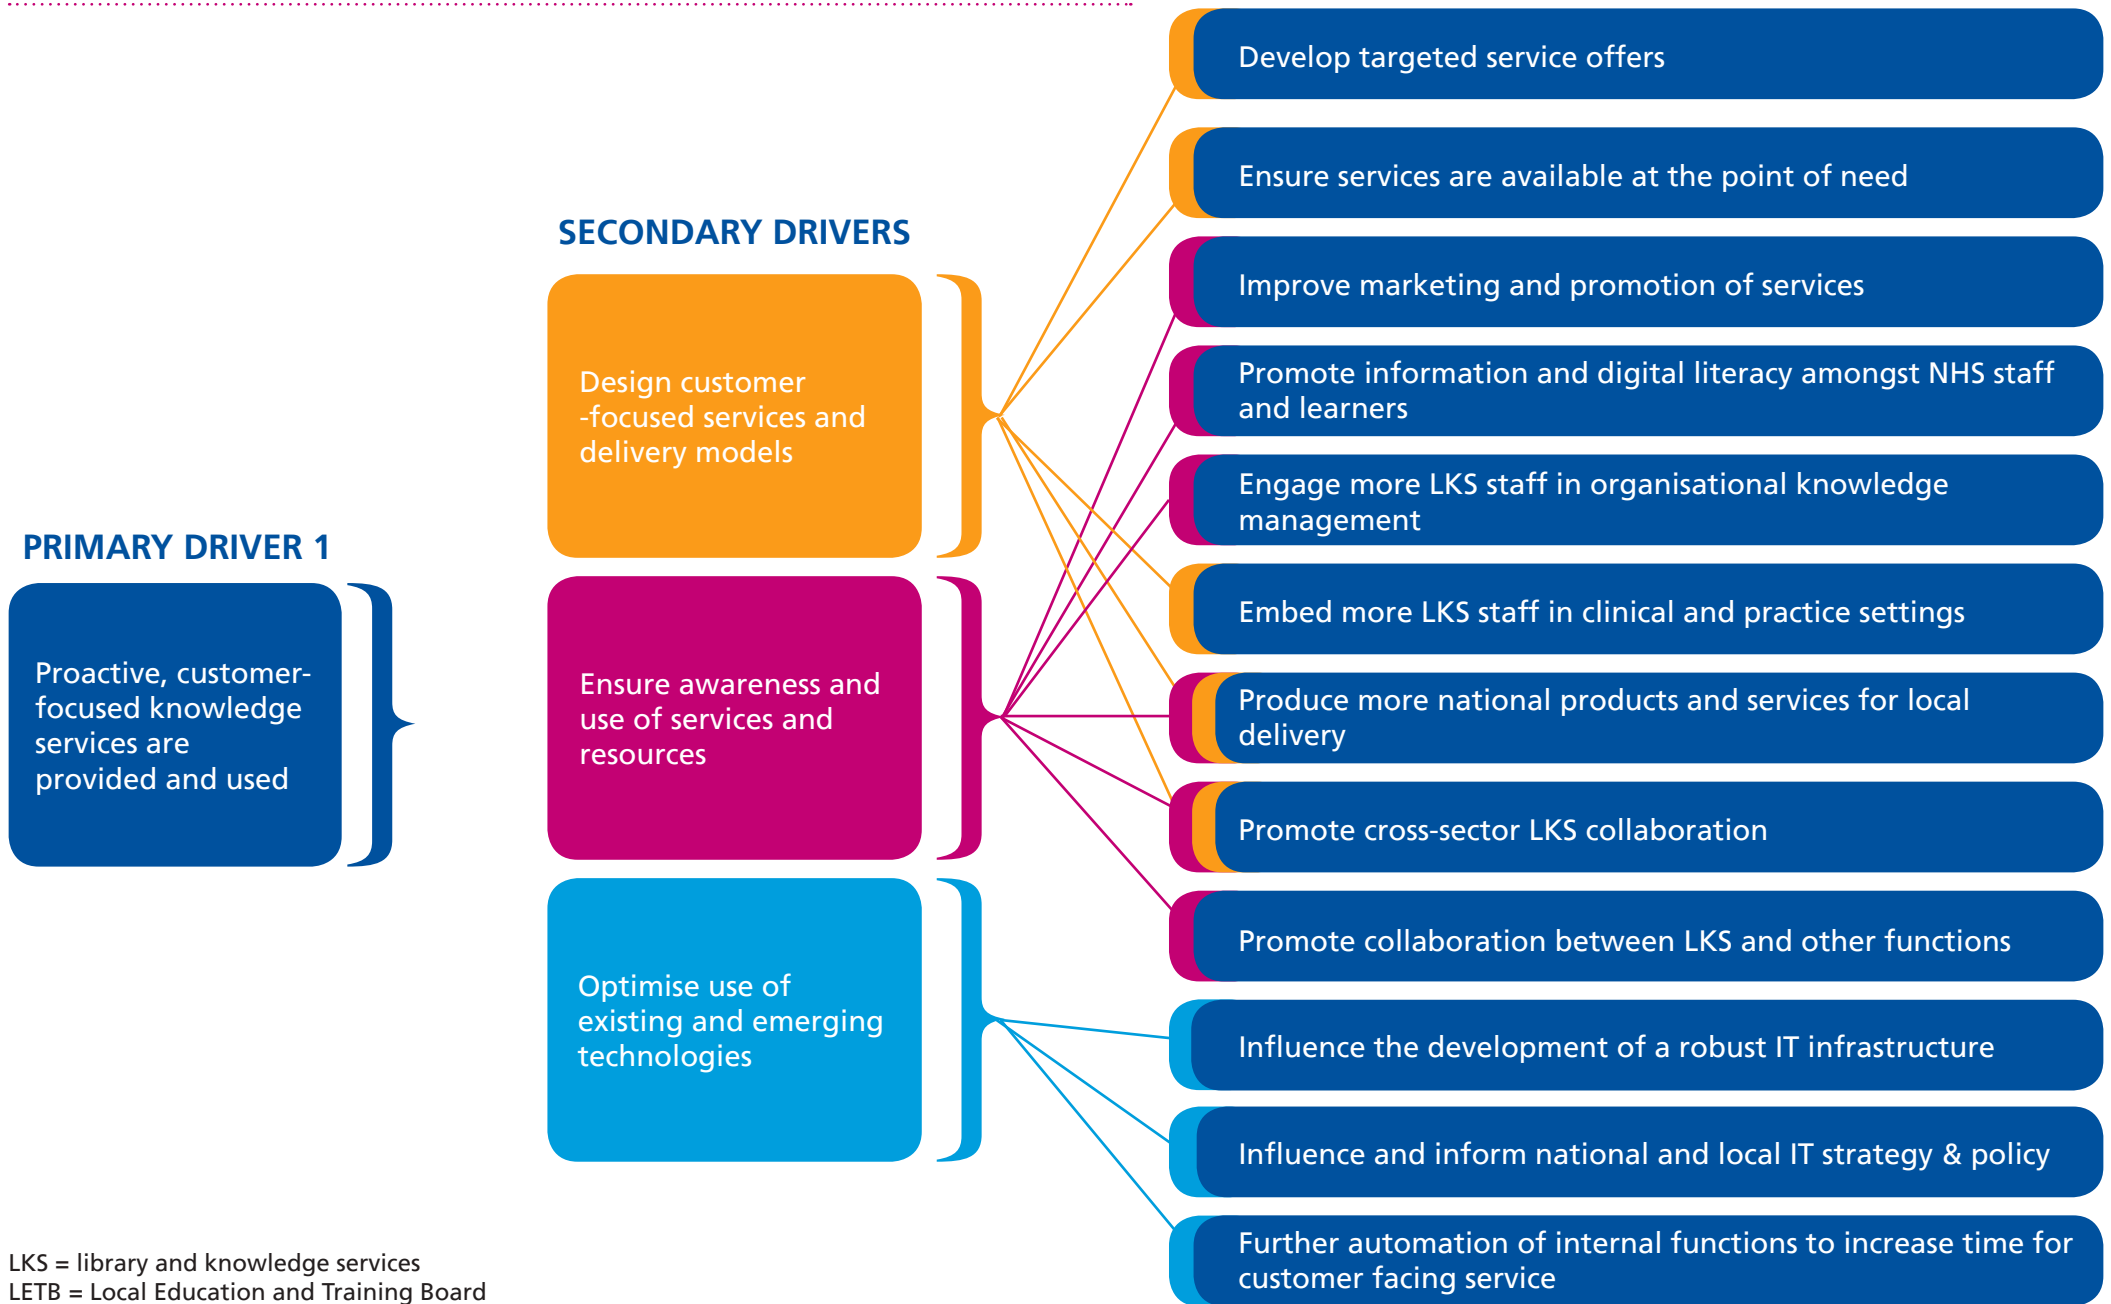 PRIMARY DRIVER 1
Proactive, customer-
focused knowledge
services are
provided and used
SECONDARY DRIVERS
Design customer
-focused services and
delivery models
Ensure awareness and
use of services and
resources
Optimise use of
existing and emerging
technologies
Develop targeted service offers
Ensure services are available at the point of need
Improve marketing and promotion of services
Promote information and digital literacy amongst NHS staff
and learners
Engage more LKS staff in organisational knowledge
management
Embed more LKS staff in clinical and practice settings
Produce more national products and services for local
delivery
Promote cross-sector LKS collaboration
Promote collaboration between LKS and other functions
Influence the development of a robust IT infrastructure
Influence and inform national and local IT strategy & policy
Further automation of internal functions to increase time for
customer facing service
LKS = library and knowledge services
LETB = Local Education and Training Board